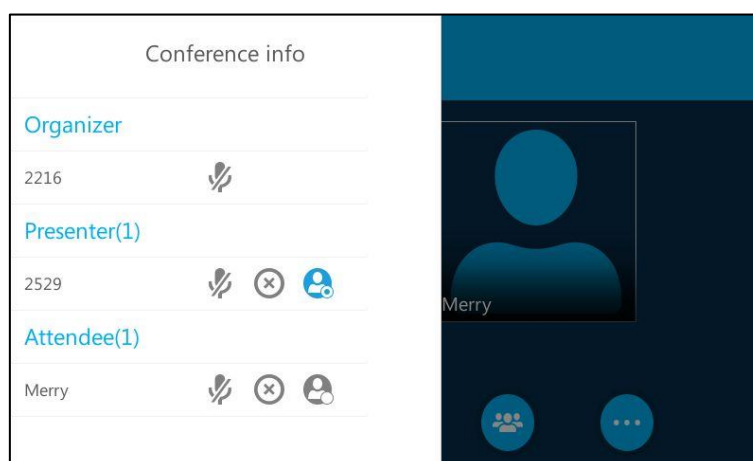 Conference info
Organizer
2216
Presenter(1)
2529
Attendee(1)
Merry
Merry